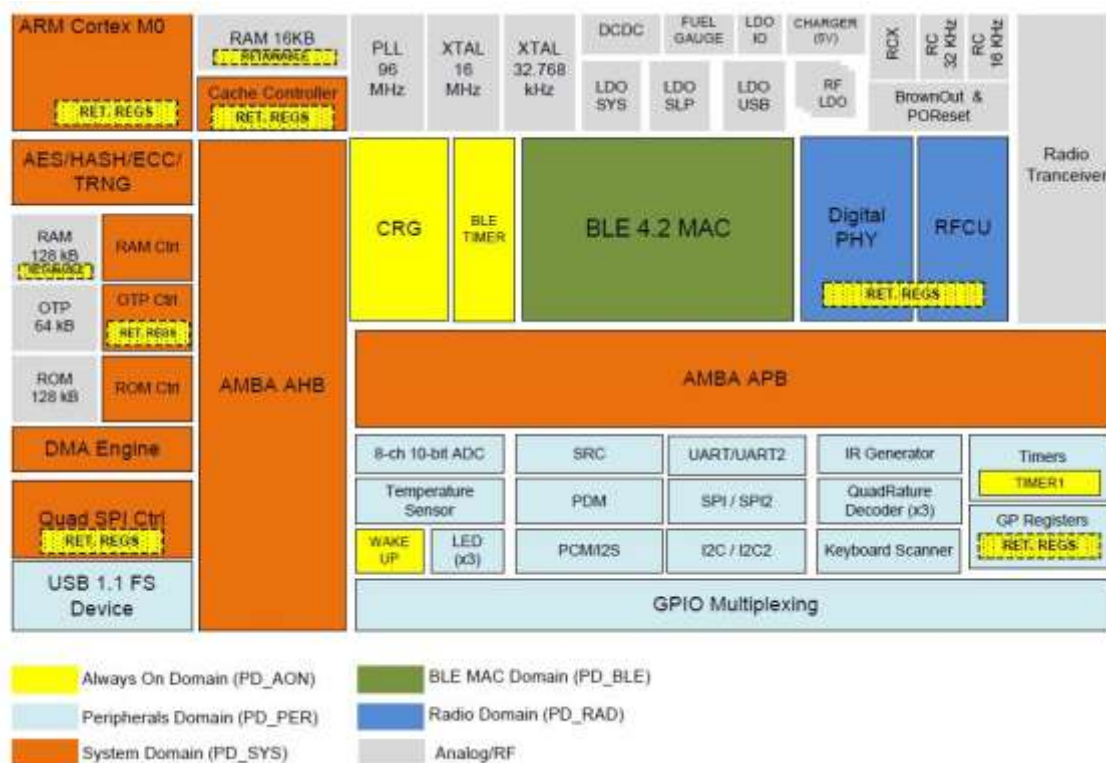 ARM Cortex M0
RET. REGS
RAM 16KB
RETAINABLE
Cache Controller
RET. REGS
PLL
96
MHz
XTAL
16
MHz
XTAL
32.768
kHz
DCDC
FUEL
GAUGE
LDO
IO
CHARGER
(5V)
LDO
SYS
LDO
SLP
LDO
USB
RF
LDO
RCX
RC
32 KHz
RC
16 KHz
BrownOut &
POReset
Radio
Tranceiver
AES/HASH/ECC/
TRNG
RAM
128 kB
RAM Ctrl
OTP
64 kB
OTP Ctrl
RET. REGS
ROM
128 kB
ROM Ctrl
DMA Engine
Quad SPI Ctrl
RET. REGS
USB 1.1 FS
Device
AMBA AHB
CRG
BLE
TIMER
BLE 4.2 MAC
Digital
PHY
RFCU
RET. REGS
AMBA APB
8-ch 10-bit ADC
SRC
UART/UART2
IR Generator
Timers
TIMER1
Temperature
Sensor
PDM
SPI / SPI2
QuadRature
Decoder (x3)
GP Registers
RET. REGS
WAKE
UP
LED
(x3)
PCM/I2S
I2C / I2C2
Keyboard Scanner
GPIO Multiplexing
Always On Domain (PD_AON)
BLE MAC Domain (PD_BLE)
Peripherals Domain (PD_PER)
Radio Domain (PD_RAD)
System Domain (PD_SYS)
Analog/RF